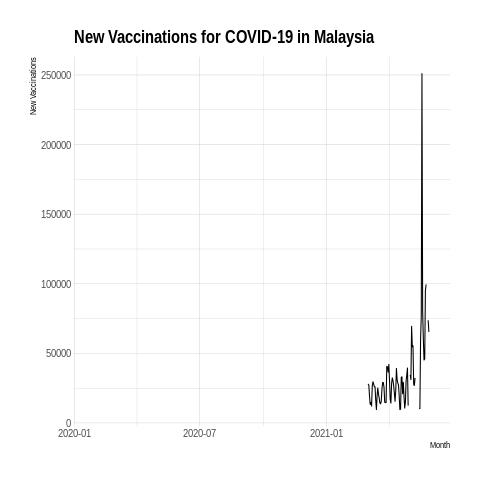 New Vaccinations for COVID-19 in Malaysia
New Vaccinations
250000
200000
150000
100000
50000
0
2020-01 2020-07 2021-01
Month